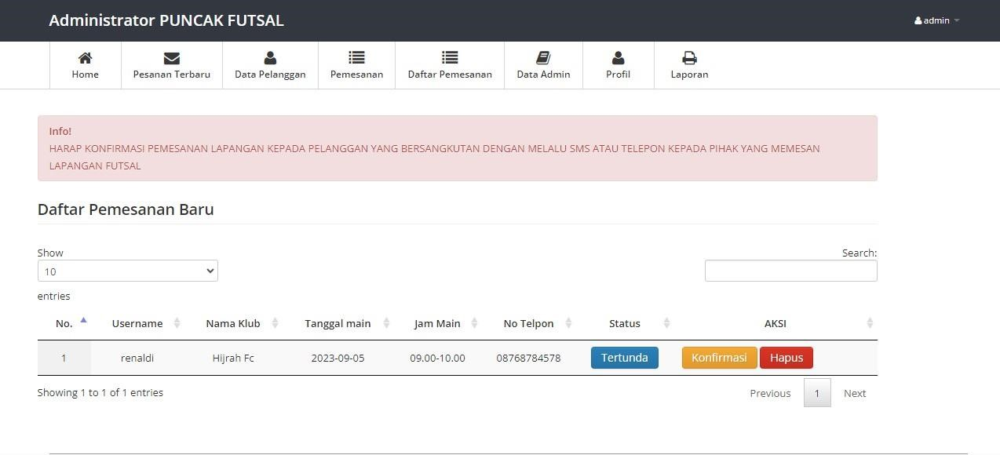 Administrator PUNCAK FUTSAL
admin
Home Pesanan Terbaru Data Pelanggan Pemesanan Daftar Pemesanan Data Admin Profil Laporan
Info!
HARAP KONFIRMASI PEMESANAN LAPANGAN KEPADA PELANGGAN YANG BERSANGKUTAN DENGAN MELALU SMS ATAU TELEPON KEPADA PIHAK YANG MEMESAN
LAPANGAN FUTSAL
Daftar Pemesanan Baru
Show
Search:
10
entries
No. Username Nama Klub Tanggal main Jam Main No Telpon Status AKSI
1 renaldi Hijrah Fc 2023-09-05 09.00-10.00 08768784578 Tertunda Konfirmasi Hapus
Showing 1 to 1 of 1 entries
Previous 1 Next